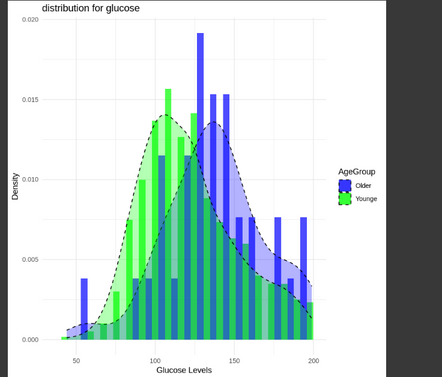 distribution for glucose
0.020
0.015
0.010
0.005
0.000
Density
50 100 150 200
Glucose Levels
AgeGroup
Older
Younge